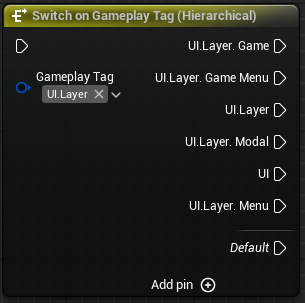 Switch on Gameplay Tag (Hierarchical)
UI.Layer. Game
Gameplay Tag
UI.Layer
UI.Layer. Game Menu
UI.Layer
UI.Layer. Modal
UI
UI.Layer. Menu
Default
Add pin